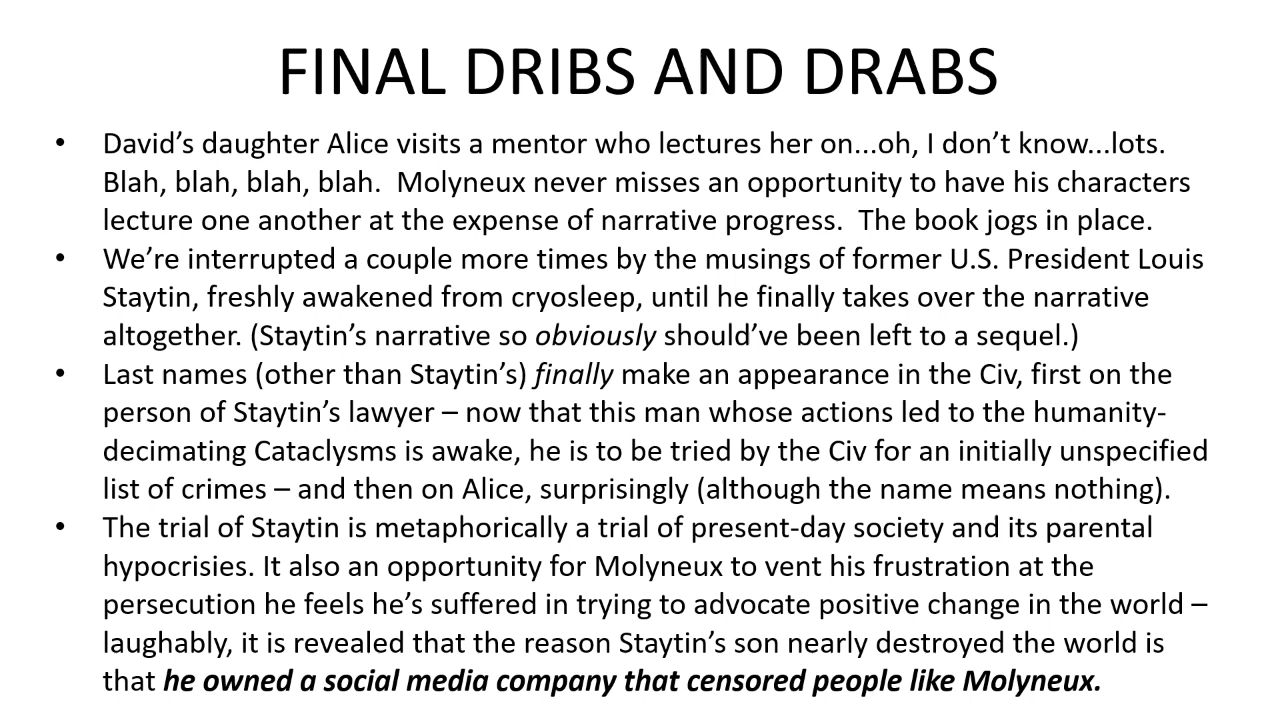 FINAL DRIBS AND DRABS
• David’s daughter Alice visits a mentor who lectures her on...oh, I don’t know...lots.
Blah, blah, blah, blah.  Molyneux never misses an opportunity to have his characters
lecture one another at the expense of narrative progress.  The book jogs in place.
• We’re interrupted a couple more times by the musings of former U.S. President Louis
Staytin, freshly awakened from cryosleep, until he finally takes over the narrative
altogether. (Staytin’s narrative so obviously should’ve been left to a sequel.)
• Last names (other than Staytin’s) finally make an appearance in the Civ, first on the
person of Staytin’s lawyer – now that this man whose actions led to the humanity-
decimating Cataclysms is awake, he is to be tried by the Civ for an initially unspecified
list of crimes – and then on Alice, surprisingly (although the name means nothing).
• The trial of Staytin is metaphorically a trial of present-day society and its parental
hypocrisies. It also an opportunity for Molyneux to vent his frustration at the
persecution he feels he’s suffered in trying to advocate positive change in the world –
laughably, it is revealed that the reason Staytin’s son nearly destroyed the world is
that he owned a social media company that censored people like Molyneux.